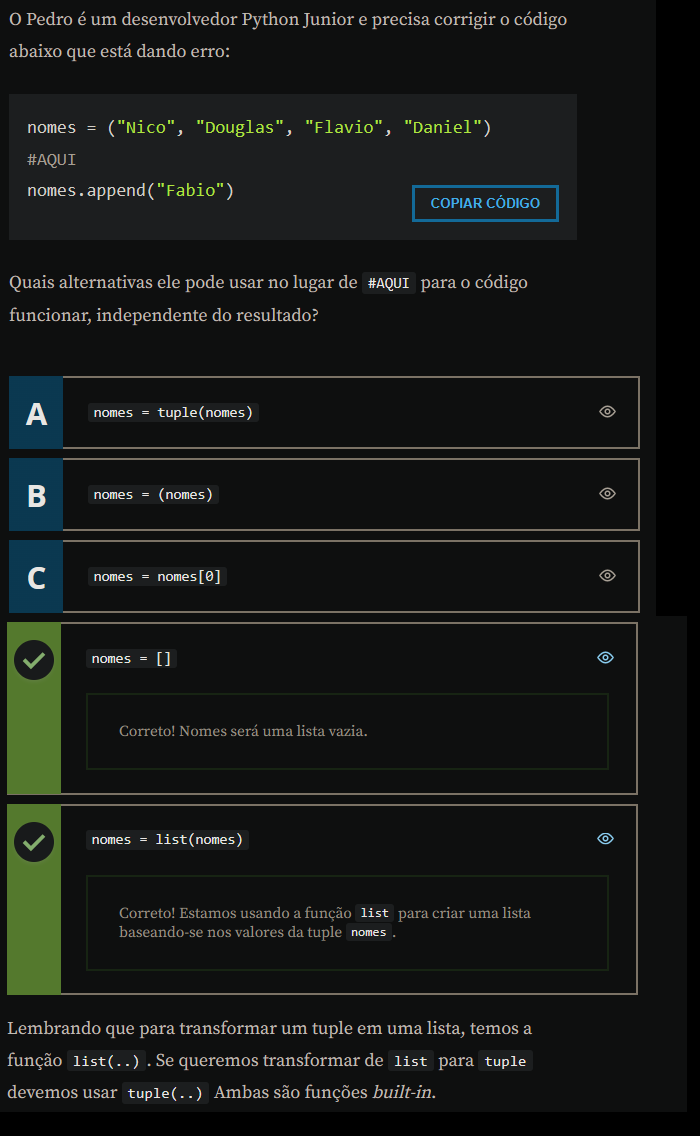 O Pedro é um desenvolvedor Python Junior e precisa corrigir o código
abaixo que está dando erro:
nomes = ("Nico", "Douglas", "Flavio", "Daniel")
#AQUI
nomes.append("Fabio")
COPIAR CÓDIGO
Quais alternativas ele pode usar no lugar de #AQUI para o código
funcionar, independente do resultado?
A
nomes = tuple(nomes)
B
nomes = (nomes)
C
nomes = nomes[0]
nomes = []
Correto! Nomes será uma lista vazia.
nomes = list(nomes)
Correto! Estamos usando a função list para criar uma lista
baseando-se nos valores da tuple nomes.
Lembrando que para transformar um tuple em uma lista, temos a
função list(..). Se queremos transformar de list para tuple
devemos usar tuple(..) Ambas são funções built-in.